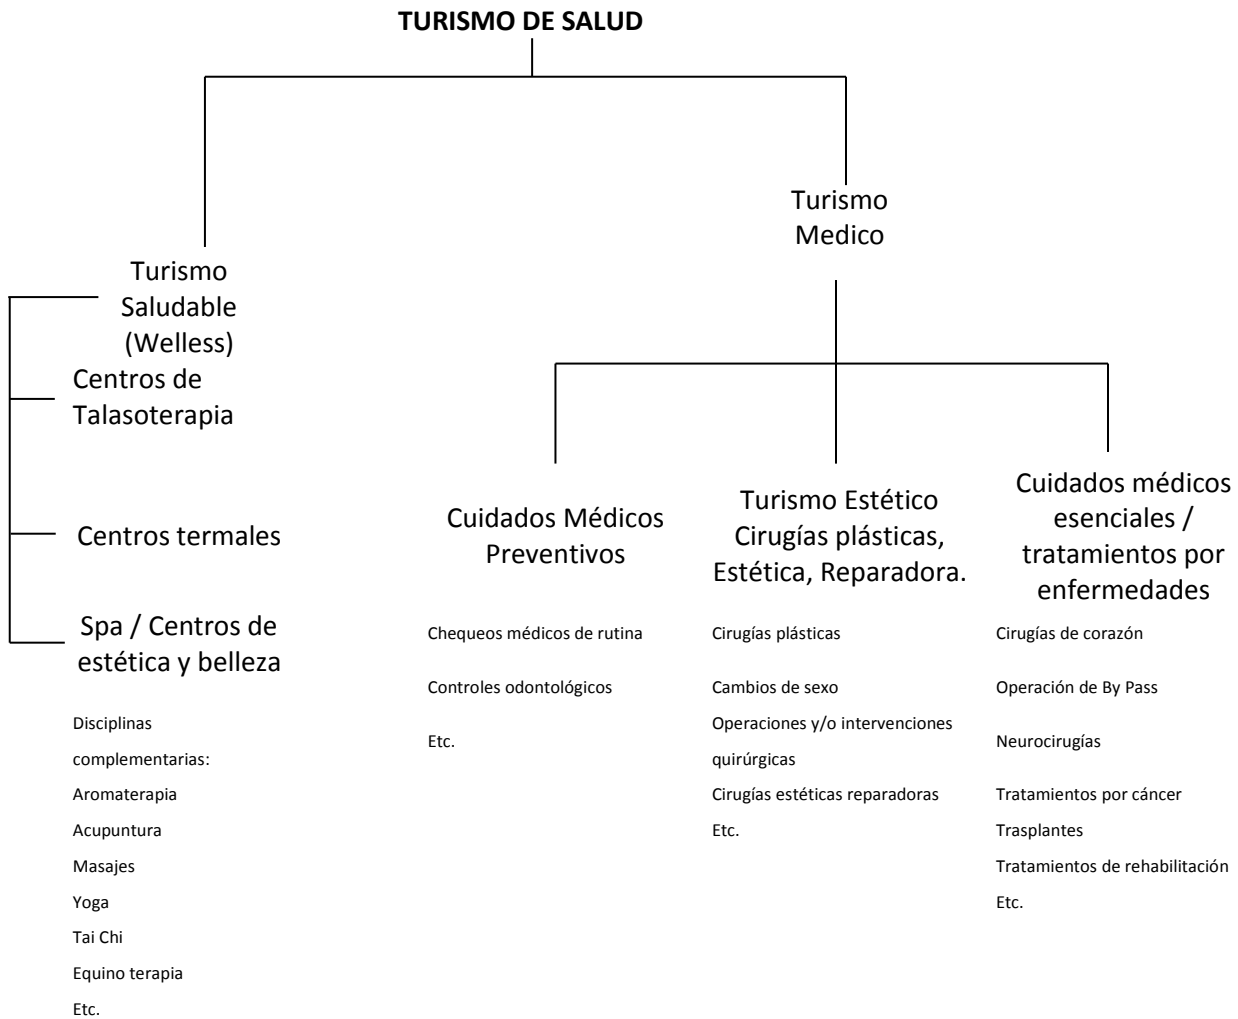 TURISMO DE SALUD
Turismo
Medico
Turismo
Saludable
(Welless)
Centros de
Talasoterapia
Centros termales
Spa / Centros de
estética y belleza
Disciplinas
complementarias:
Aromaterapia
Acupuntura
Masajes
Yoga
Tai Chi
Equino terapia
Etc.
Cuidados Médicos
Preventivos
Chequeos médicos de rutina
Controles odontológicos
Etc.
Turismo Estético
Cirugías plásticas,
Estética, Reparadora.
Cirugías plásticas
Cambios de sexo
Operaciones y/o intervenciones
quirúrgicas
Cirugías estéticas reparadoras
Etc.
Cuidados médicos
esenciales /
tratamientos por
enfermedades
Cirugías de corazón
Operación de By Pass
Neurocirugías
Tratamientos por cáncer
Trasplantes
Tratamientos de rehabilitación
Etc.